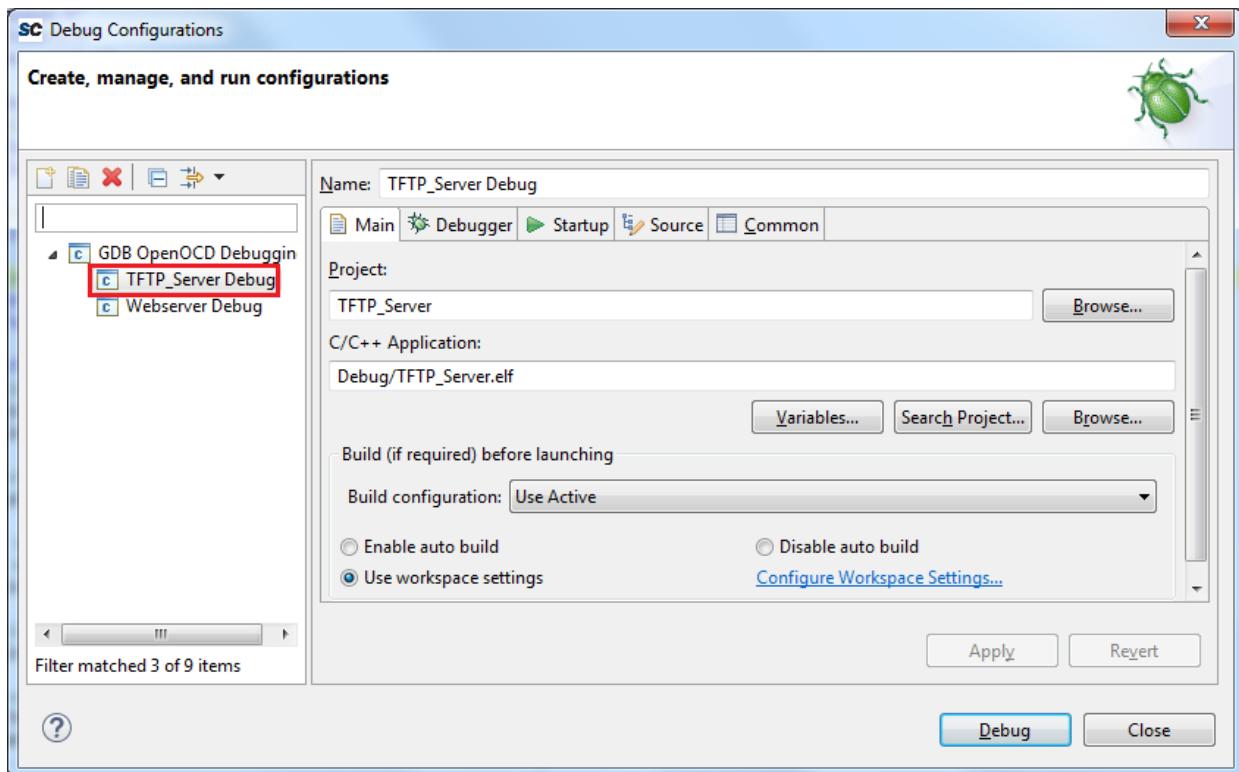 SC Debug Configurations
Create, manage, and run configurations
Name: TFTP_Server Debug
Main Debugger Startup Source Common
GDB OpenOCD Debuggin
TFTP_Server Debug
Webserver Debug
Project:
TFTP_Server
Browse...
C/C++ Application:
Debug/TFTP_Server.elf
Variables... Search Project... Browse...
Build (if required) before launching
Build configuration: Use Active
Enable auto build Disable auto build
Use workspace settings Configure Workspace Settings...
Filter matched 3 of 9 items
Apply Revert
?
Debug Close